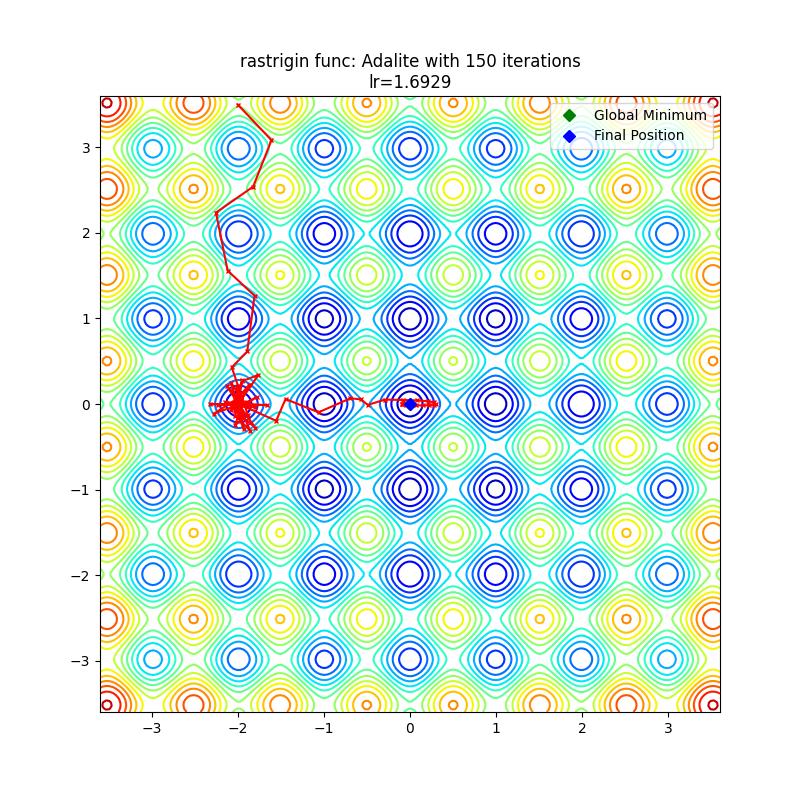 rastrigin func: Adalite with 150 iterations
lr=1.6929
Global Minimum
Final Position
3
2
1
0
−1
−2
−3
−3 −2 −1 0 1 2 3